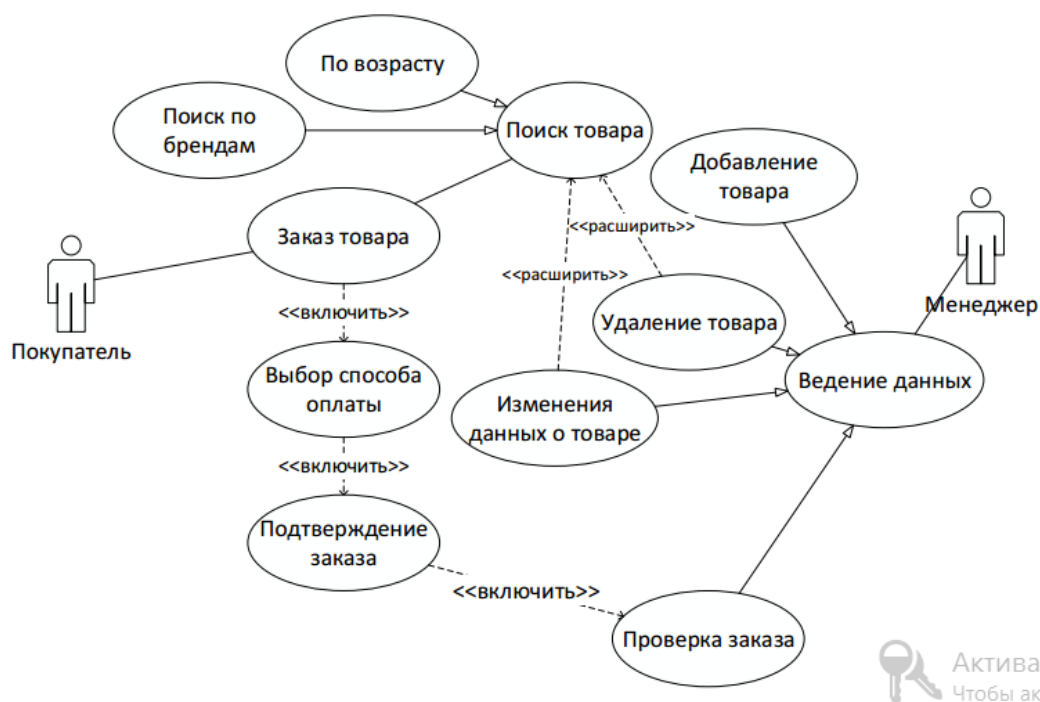 По возрасту
Поиск по
брендам
Поиск товара
Добавление
товара
Заказ товара
<<расширить>>
<<расширить>>
Менеджер
<<включить>>
Удаление товара
Покупатель
Выбор способа
оплаты
Ведение данных
Изменения
данных о товаре
<<включить>>
Подтверждение
заказа
<<включить>>
Проверка заказа
Актива
Чтобы ак